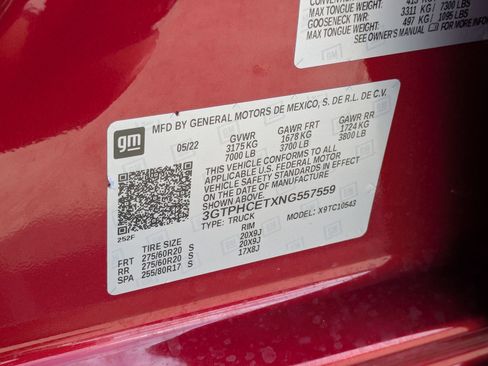 MAX TONGUE WEIGHT:
3311 KG/ 7300 LBS
GOOSENECK TWR:
MAX TONGUE WEIGHT: 497 KG/ 1095 LBS
SEE OWNER'S MANUAL FOR MORE
gm
MFD BY GENERAL MOTORS DE MEXICO, S. DE R.L. DE C.V.
05/22 GVWR GAWR FRT GAWR RR
3175 KG 1678 KG 1724 KG
7000 LB 3700 LB 3800 LB
THIS VEHICLE CONFORMS TO ALL
APPLICABLE U.S. FEDERAL MOTOR
VEHICLE SAFETY STANDARDS IN
EFFECT ON THE DATE OF
MANUFACTURE SHOWN ABOVE.
3GTPHCETXNG557559
TYPE: TRUCK MODEL: X9TC10543
252F
TIRE SIZE RIM
FRT 275/60R20 S 20X9J
RR 275/60R20 S 20X9J
SPA 255/80R17 S 17X8J